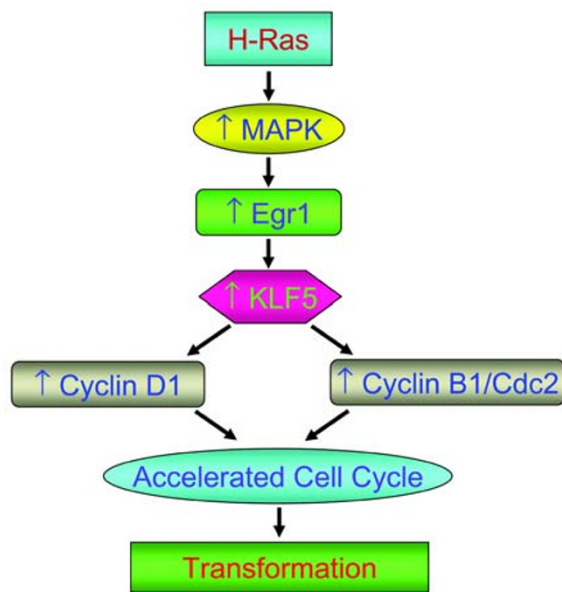 H-Ras
↑ MAPK
↑ Egr1
↑ KLF5
↑ Cyclin D1
↑ Cyclin B1/Cdc2
Accelerated Cell Cycle
Transformation